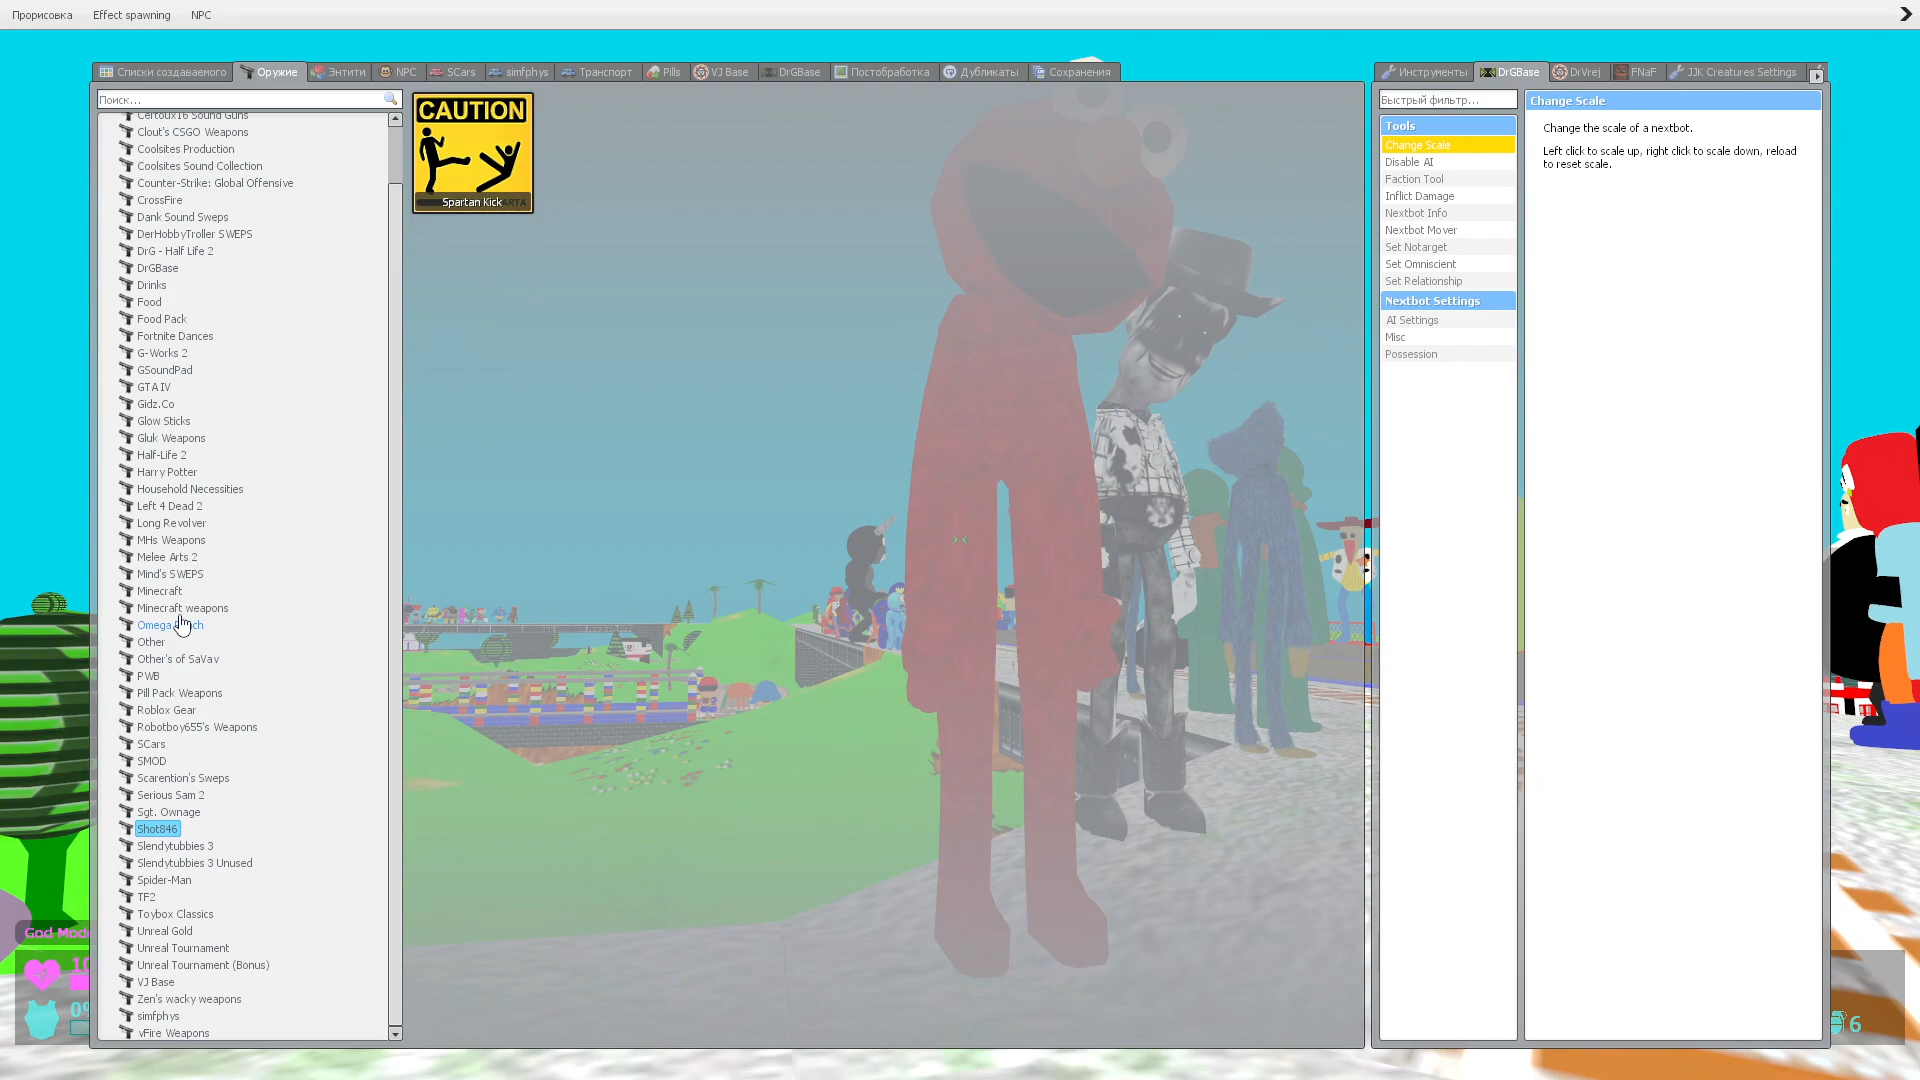 Прорисовка Effect spawning NPC
Списки создаваемого Оружие Энтити NPC SCars simfphys Транспорт Pills VJ Base DrGBase Постобработка Дубликаты Сохранения
Поиск...
Certoux16 Sound Guns
Clout's CSGO Weapons
Coolsites Production
Coolsites Sound Collection
Counter-Strike: Global Offensive
CrossFire
Dank Sound Sweps
DerHobbyTroller SWEPS
DrG - Half Life 2
DrGBase
Drinks
Food
Food Pack
Fortnite Dances
G-Works 2
GSoundPad
GTA IV
Gidz.Co
Glow Sticks
Gluk Weapons
Half-Life 2
Harry Potter
Household Necessities
Left 4 Dead 2
Long Revolver
MHs Weapons
Melee Arts 2
Mind's SWEPS
Minecraft
Minecraft weapons
Other
Other's of SaVav
PWB
Pill Pack Weapons
Roblox Gear
Robotboy655's Weapons
SCars
SMOD
Scarention's Sweps
Serious Sam 2
Sgt. Ownage
Shot846
Slendytubbies 3
Slendytubbies 3 Unused
Spider-Man
TF2
Toybox Classics
Unreal Gold
Unreal Tournament
Unreal Tournament (Bonus)
VJ Base
Zen's wacky weapons
simfphys
vFire Weapons
CAUTION
Spartan Kick
God Mode
6
Инструменты DrGBase DrVrej FNaF JJK Creatures Settings
Быстрый фильтр...
Tools
Change Scale
Disable AI
Faction Tool
Inflict Damage
Nextbot Info
Nextbot Mover
Set Notarget
Set Omniscient
Set Relationship
Nextbot Settings
AI Settings
Misc
Possession
Change Scale
Change the scale of a nextbot.
Left click to scale up, right click to scale down, reload
to reset scale.